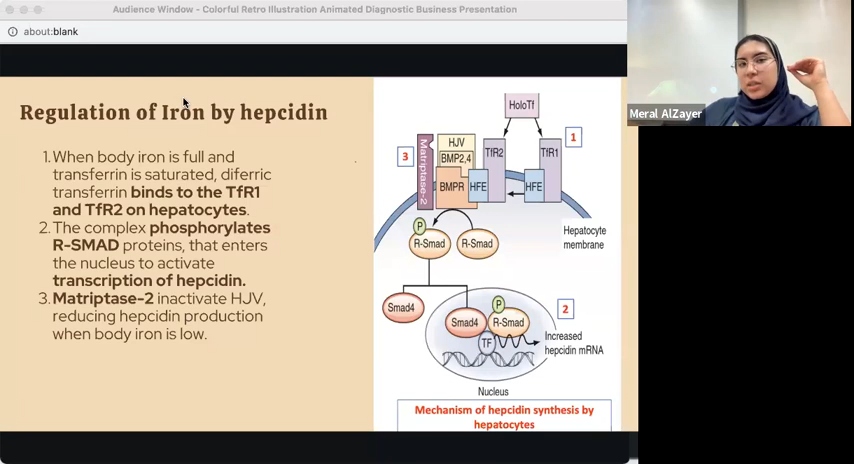 Audience Window - Colorful Retro Illustration Animated Diagnostic Business Presentation
about:blank
Regulation of Iron by hepcidin
1. When body iron is full and
transferrin is saturated, diferric
transferrin binds to the TfR1
and TfR2 on hepatocytes.
2. The complex phosphorylates
R-SMAD proteins, that enters
the nucleus to activate
transcription of hepcidin.
3. Matriptase-2 inactivate HJV,
reducing hepcidin production
when body iron is low.
HoloTf
1
3
Matriptase-2
HJV
BMP2,4
BMPR
HFE
TfR2
HFE
TfR1
Hepatocyte
membrane
P
R-Smad
R-Smad
Smad4
2
P
Smad4
R-Smad
TF
Increased
hepcidin mRNA
Nucleus
Mechanism of hepcidin synthesis by
hepatocytes
Meral AlZayer